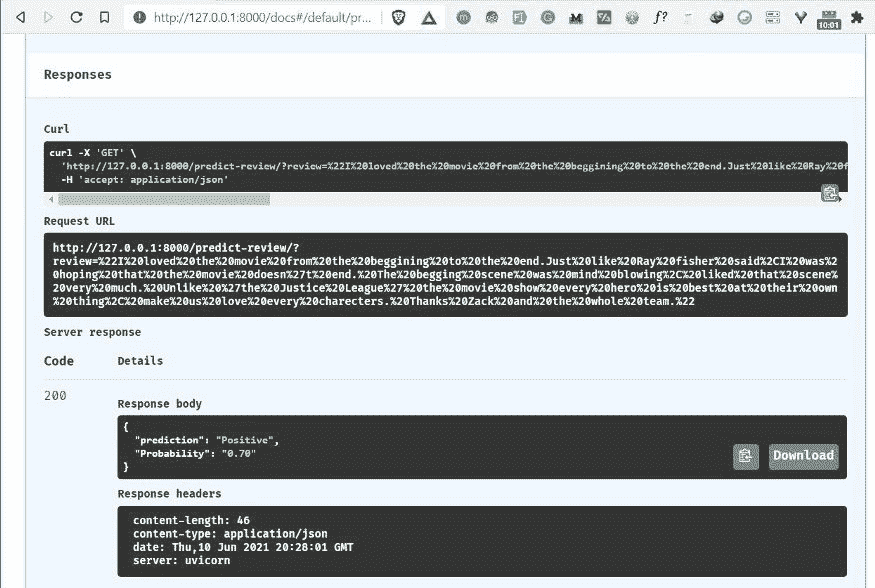 http://127.0.0.1:8000/docs#/default/pr...
f?
10:01
Responses
Curl
curl -X 'GET' \
'http://127.0.0.1:8000/predict-review/?review=%22I%20loved%20the%20movie%20from%20the%20beggining%20to%20the%20end.Just%20like%20Ray%20f
-H 'accept: application/json'
Request URL
http://127.0.0.1:8000/predict-review/?
review=%22I%20loved%20the%20movie%20from%20the%20beggining%20to%20the%20end.Just%20like%20Ray%20fisher%20said%2CI%20was%
20hoping%20that%20the%20movie%20doesn%27t%20end.%20The%20begging%20scene%20was%20mind%20blowing%2C%20liked%20that%20scene%
20very%20much.%20Unlike%20%27the%20Justice%20League%27%20the%20movie%20show%20every%20hero%20is%20best%20at%20their%20own
%20thing%2C%20make%20us%20love%20every%20charecters.%20Thanks%20Zack%20and%20the%20whole%20team.%22
Server response
Code Details
200
Response body
{
"prediction": "Positive",
"Probability": "0.70"
}
Download
Response headers
content-length: 46
content-type: application/json
date: Thu,10 Jun 2021 20:28:01 GMT
server: uvicorn